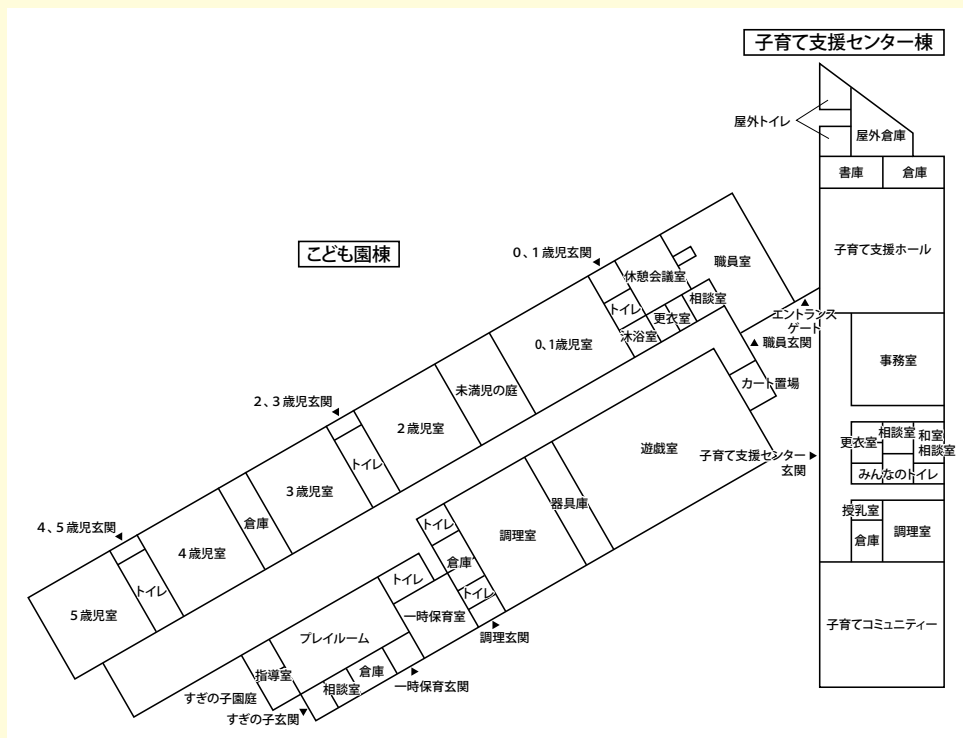 子育て支援センター棟
屋外トイレ
屋外倉庫
書庫
倉庫
子育て支援ホール
こども園棟
0、1歳児玄関
休憩会議室
職員室
相談室
トイレ
更衣室
沐浴室
0、1歳児室
エントランス
ゲート
職員玄関
事務室
カート置場
未満児の庭
2、3歳児玄関
2歳児室
トイレ
3歳児室
倉庫
4、5歳児玄関
4歳児室
トイレ
5歳児室
遊戯室
器具庫
調理室
トイレ
倉庫
トイレ
調理玄関
トイレ
一時保育室
プレイルーム
倉庫
相談室
指導室
一時保育玄関
すぎの子園庭
すぎの子玄関
子育て支援センター
玄関
更衣室
相談室
和室
相談室
みんなのトイレ
授乳室
倉庫
調理室
子育てコミュニティー